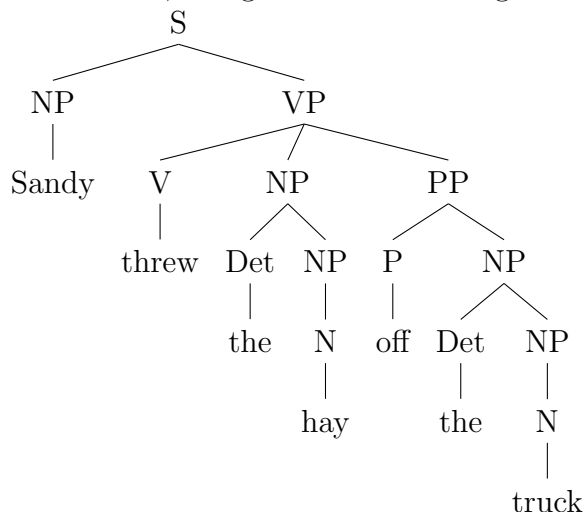 S
NP VP
Sandy V NP PP
threw Det NP P NP
the N off Det NP
hay the N
truck